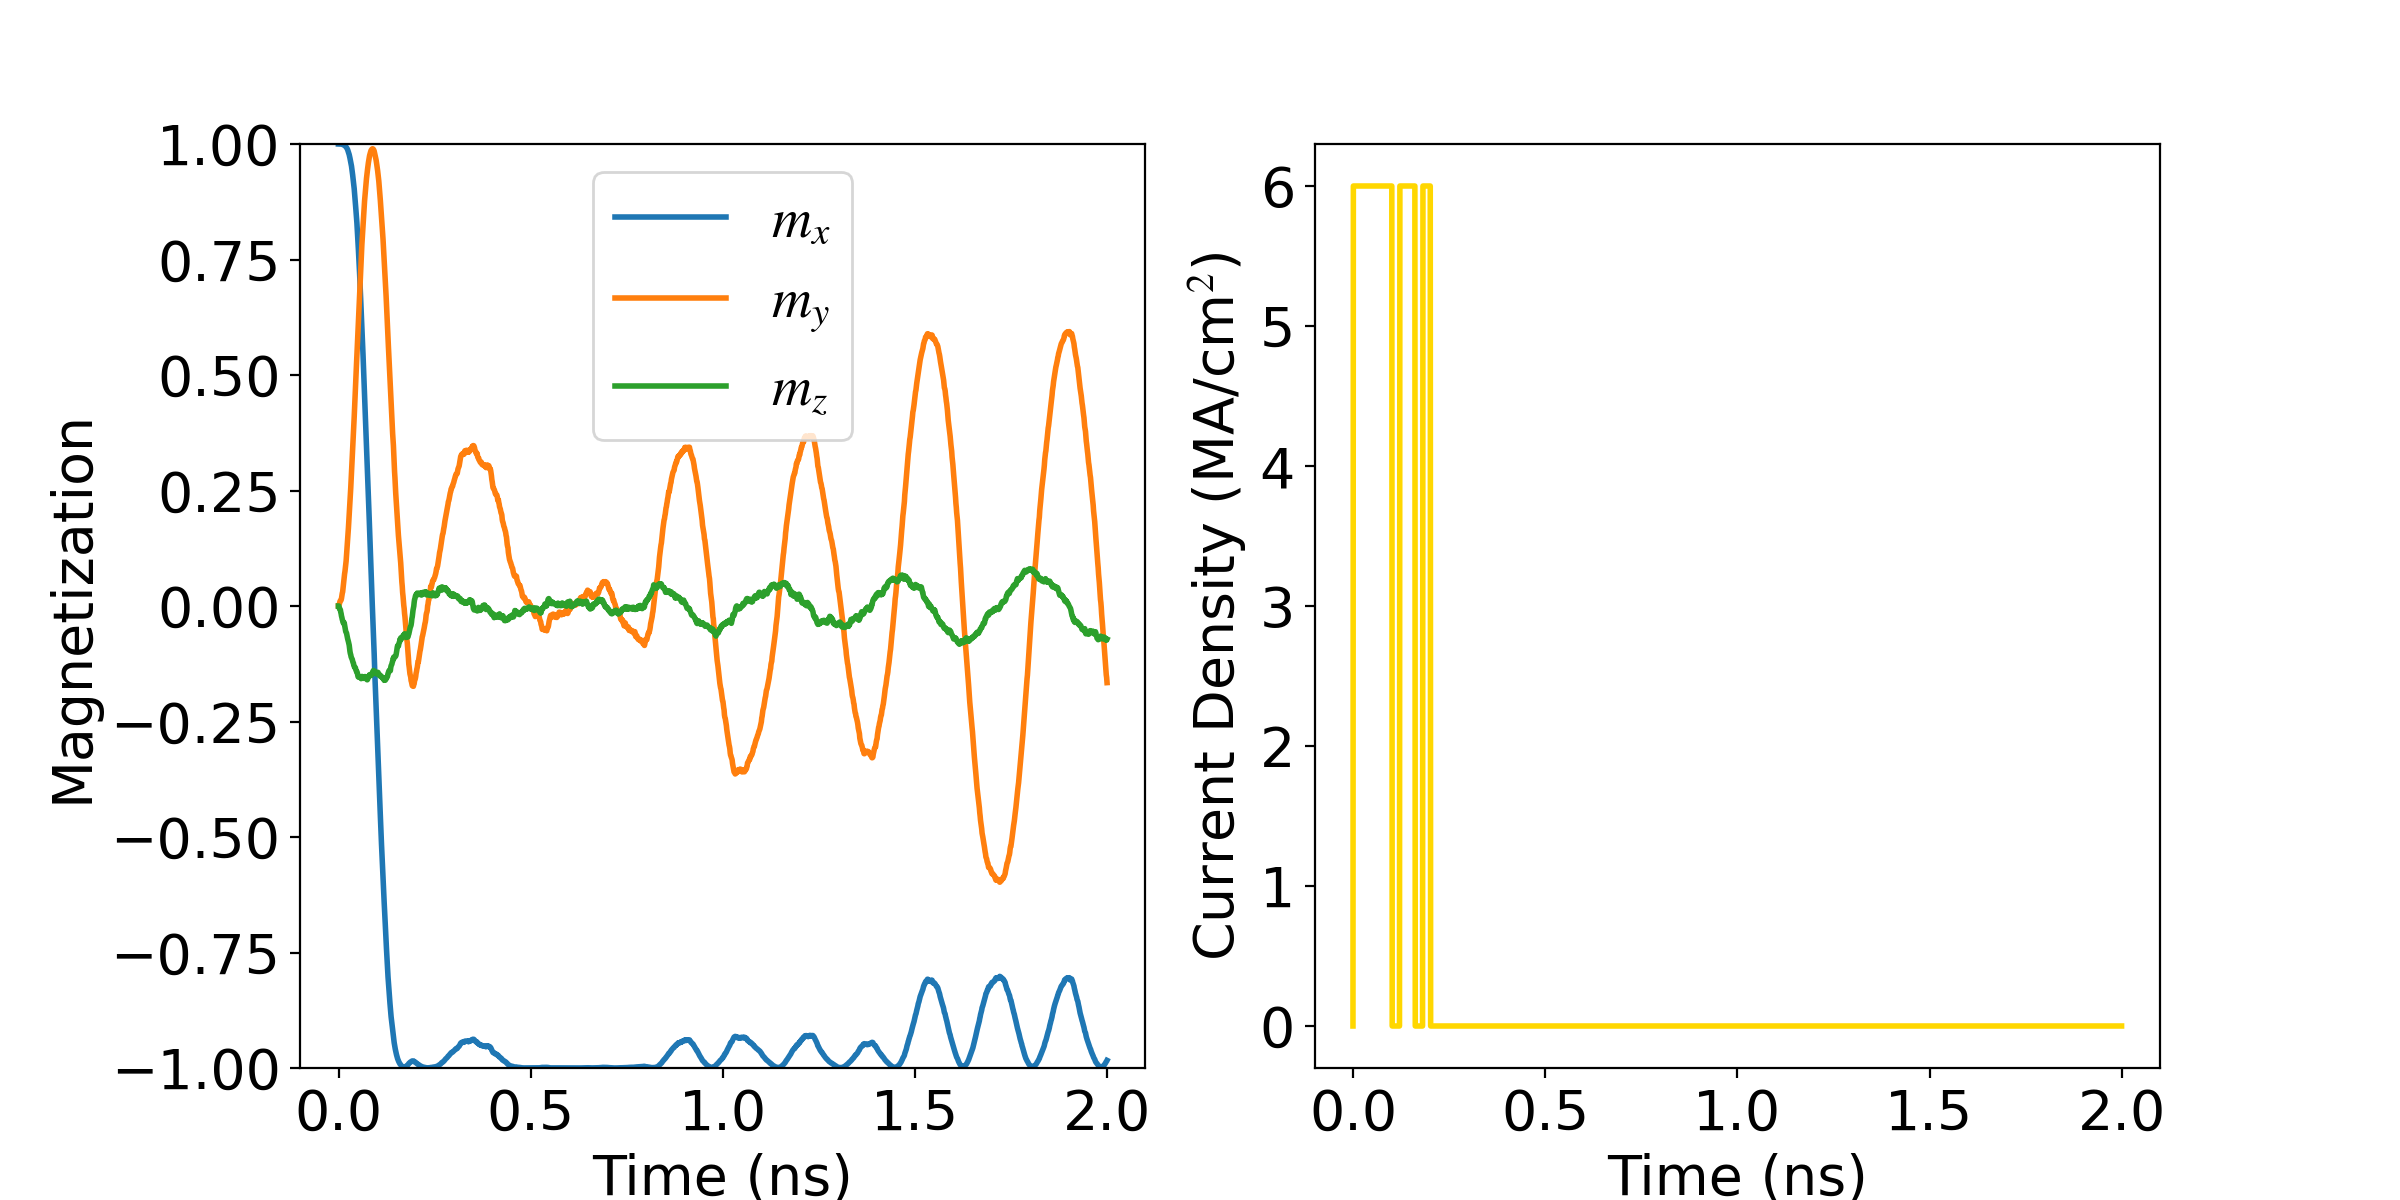 1.00
0.75
0.50
0.25
0.00
−0.25
−0.50
−0.75
−1.00
0.0 0.5 1.0 1.5 2.0
Time (ns)
Magnetization
m_x
m_y
m_z
6
5
4
3
2
1
0
0.0 0.5 1.0 1.5 2.0
Time (ns)
Current Density (MA/cm²)